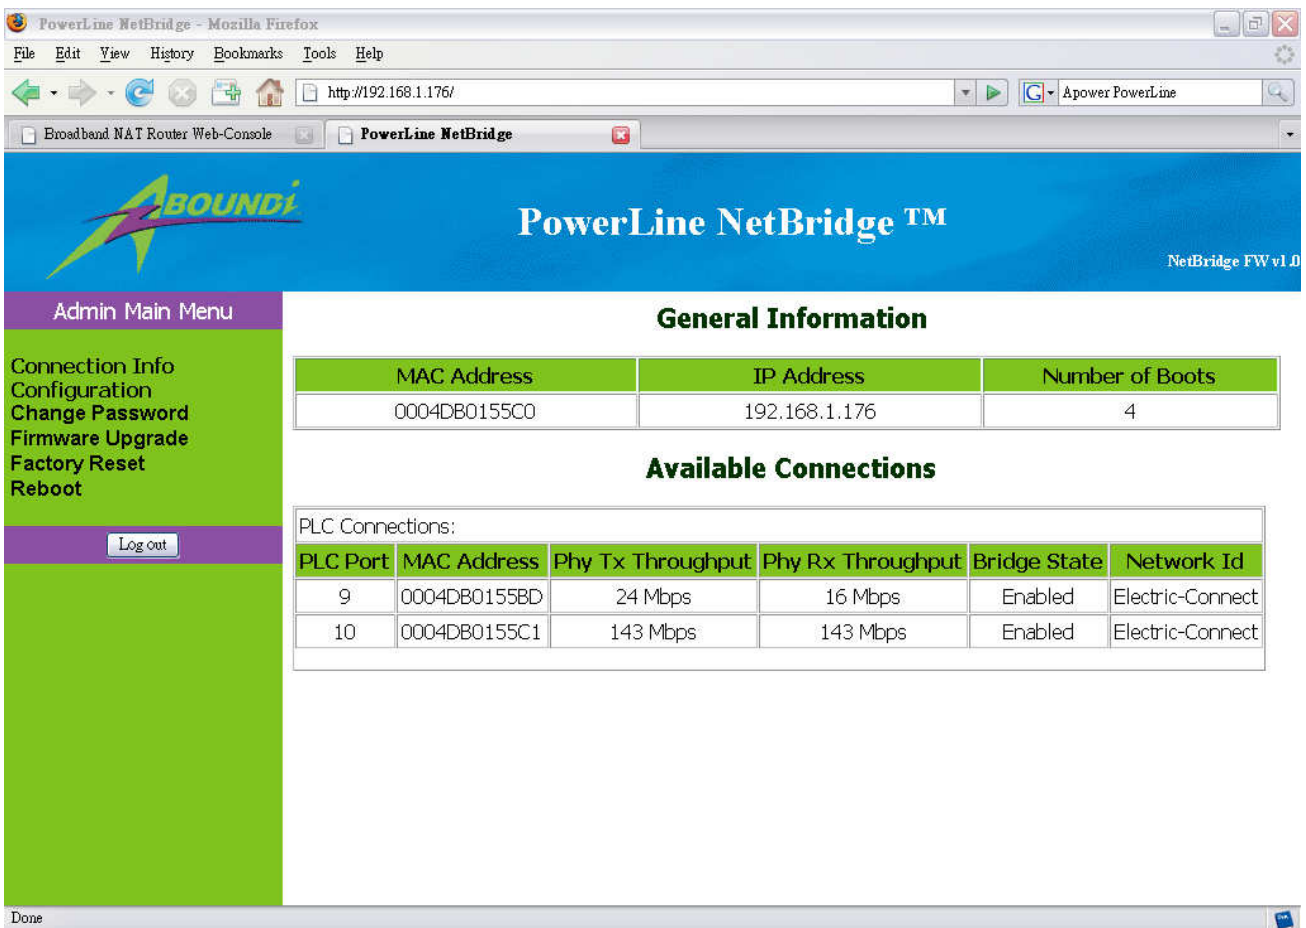 PowerLine NetBridge - Mozilla Firefox
File Edit View History Bookmarks Tools Help
http://192.168.1.176/
G Apower PowerLine
Broadband NAT Router Web-Console
PowerLine NetBridge
ABOUNDi
PowerLine NetBridge ™
NetBridge FW v1.0
Admin Main Menu
Connection Info
Configuration
Change Password
Firmware Upgrade
Factory Reset
Reboot
Log out
General Information
MAC Address IP Address Number of Boots
0004DB0155C0 192.168.1.176 4
Available Connections
PLC Connections:
PLC Port MAC Address Phy Tx Throughput Phy Rx Throughput Bridge State Network Id
9 0004DB0155BD 24 Mbps 16 Mbps Enabled Electric-Connect
10 0004DB0155C1 143 Mbps 143 Mbps Enabled Electric-Connect
Done